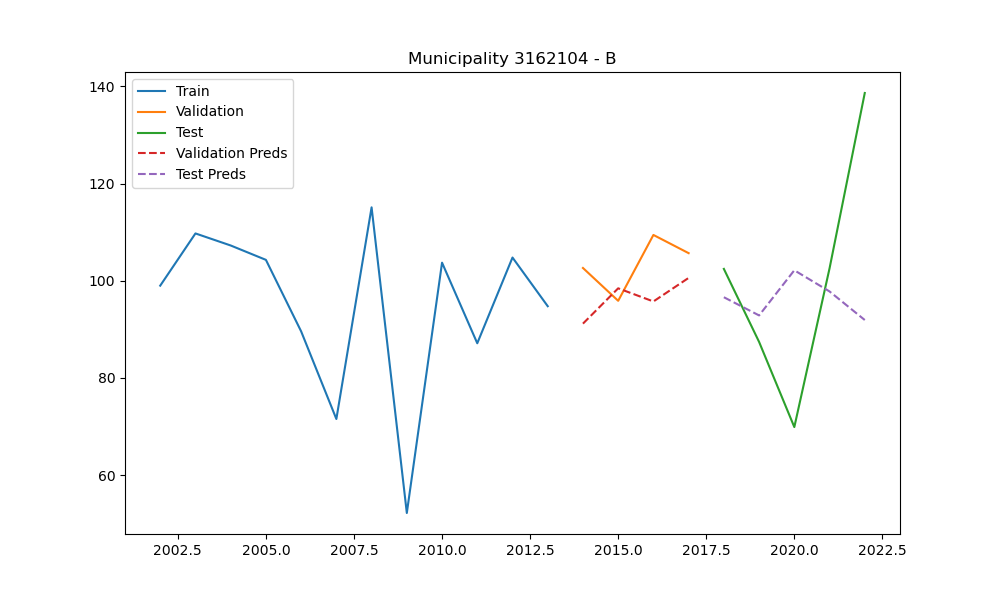 Municipality 3162104 - B
Train
Validation
Test
Validation Preds
Test Preds
140
120
100
80
60
2002.5 2005.0 2007.5 2010.0 2012.5 2015.0 2017.5 2020.0 2022.5